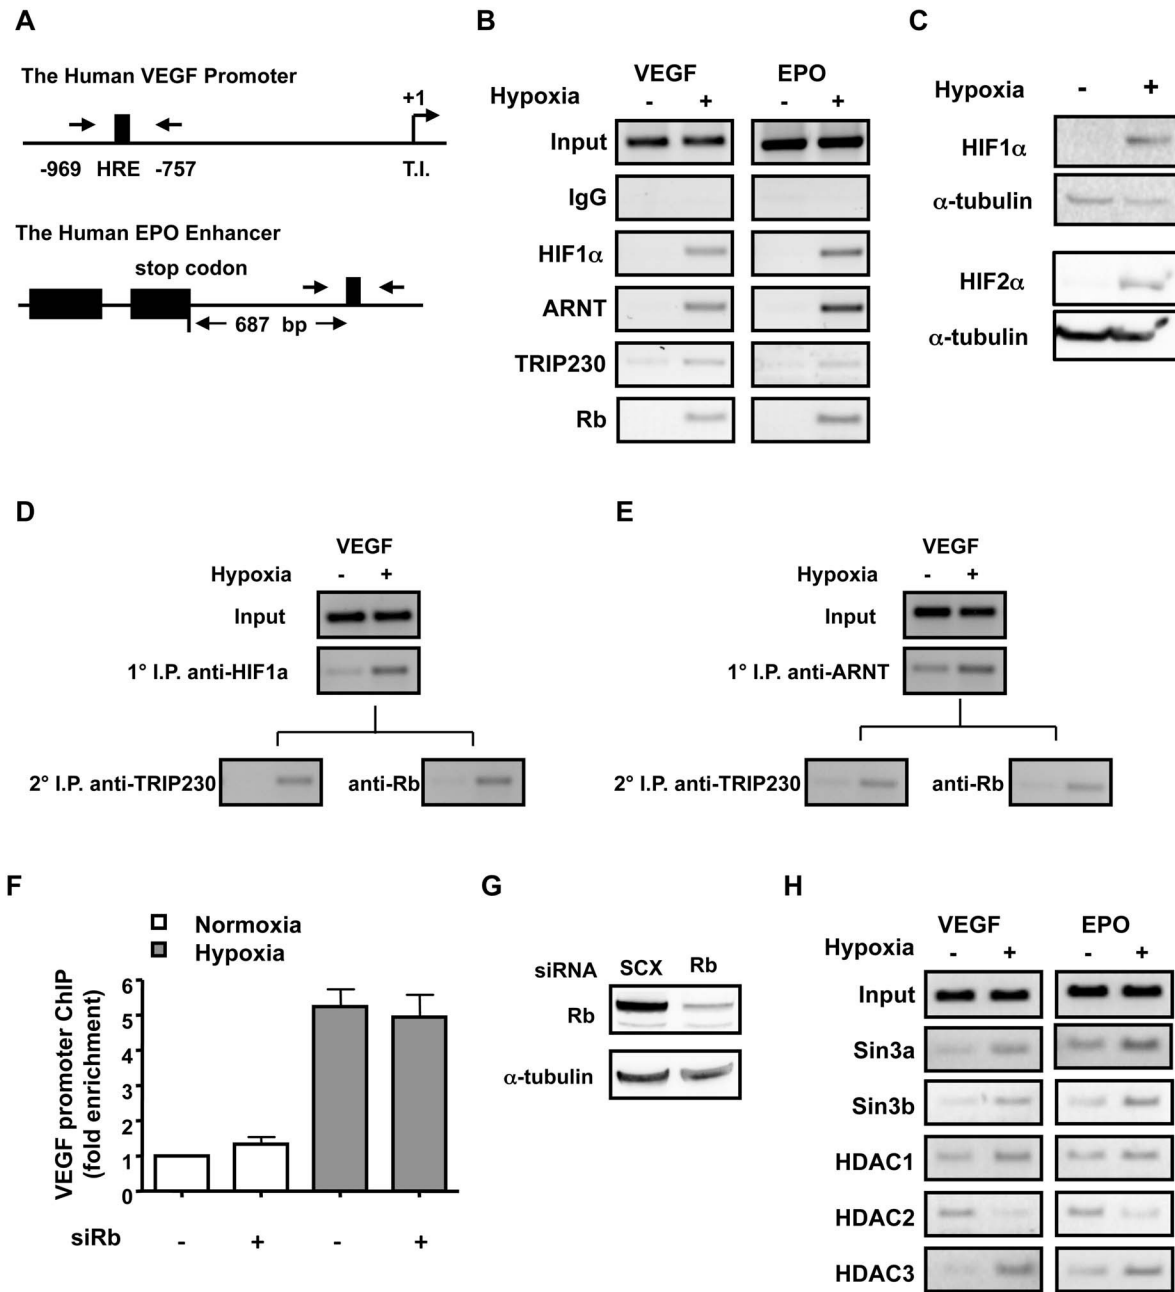 A
The Human VEGF Promoter
+1
-969 HRE -757 T.I.
The Human EPO Enhancer
stop codon
687 bp
B
VEGF EPO
Hypoxia - + - +
Input
IgG
HIF1α
ARNT
TRIP230
Rb
C
Hypoxia - +
HIF1α
α-tubulin
HIF2α
α-tubulin
D
VEGF
Hypoxia - +
Input
1° I.P. anti-HIF1a
2° I.P. anti-TRIP230 anti-Rb
E
VEGF
Hypoxia - +
Input
1° I.P. anti-ARNT
2° I.P. anti-TRIP230 anti-Rb
F
Normoxia
Hypoxia
VEGF promoter ChIP
(fold enrichment)
6
5
4
3
2
1
0
siRb - + - +
G
siRNA SCX Rb
Rb
α-tubulin
H
VEGF EPO
Hypoxia - + - +
Input
Sin3a
Sin3b
HDAC1
HDAC2
HDAC3